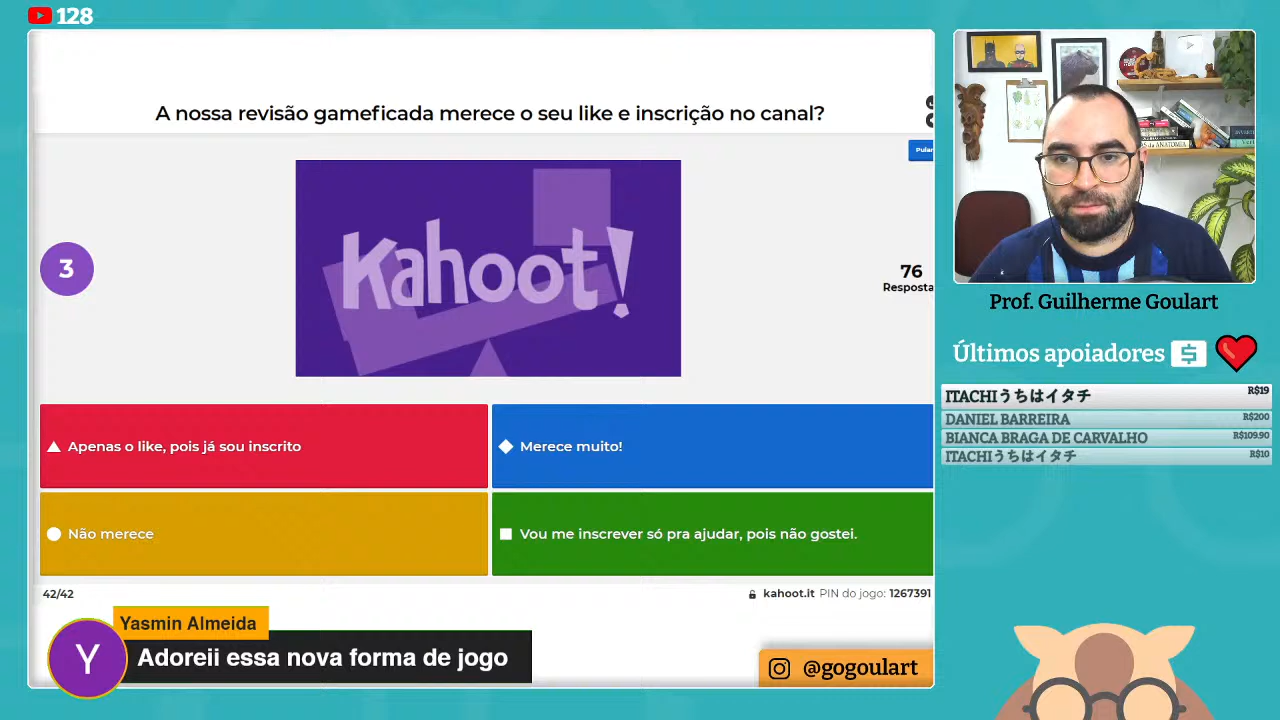 128
A nossa revisão gameficada merece o seu like e inscrição no canal?
Pular
3
Kahoot!
76
Resposta
Apenas o like, pois já sou inscrito
Merece muito!
Não merece
Vou me inscrever só pra ajudar, pois não gostei.
42/42
kahoot.it PIN do jogo: 1267391
Yasmin Almeida
Y
Adoreii essa nova forma de jogo
@gogoulart
Prof. Guilherme Goulart
Últimos apoiadores
ITACHIうちはイタチ R$19
DANIEL BARREIRA R$200
BIANCA BRAGA DE CARVALHO R$109.90
ITACHIうちはイタチ R$10